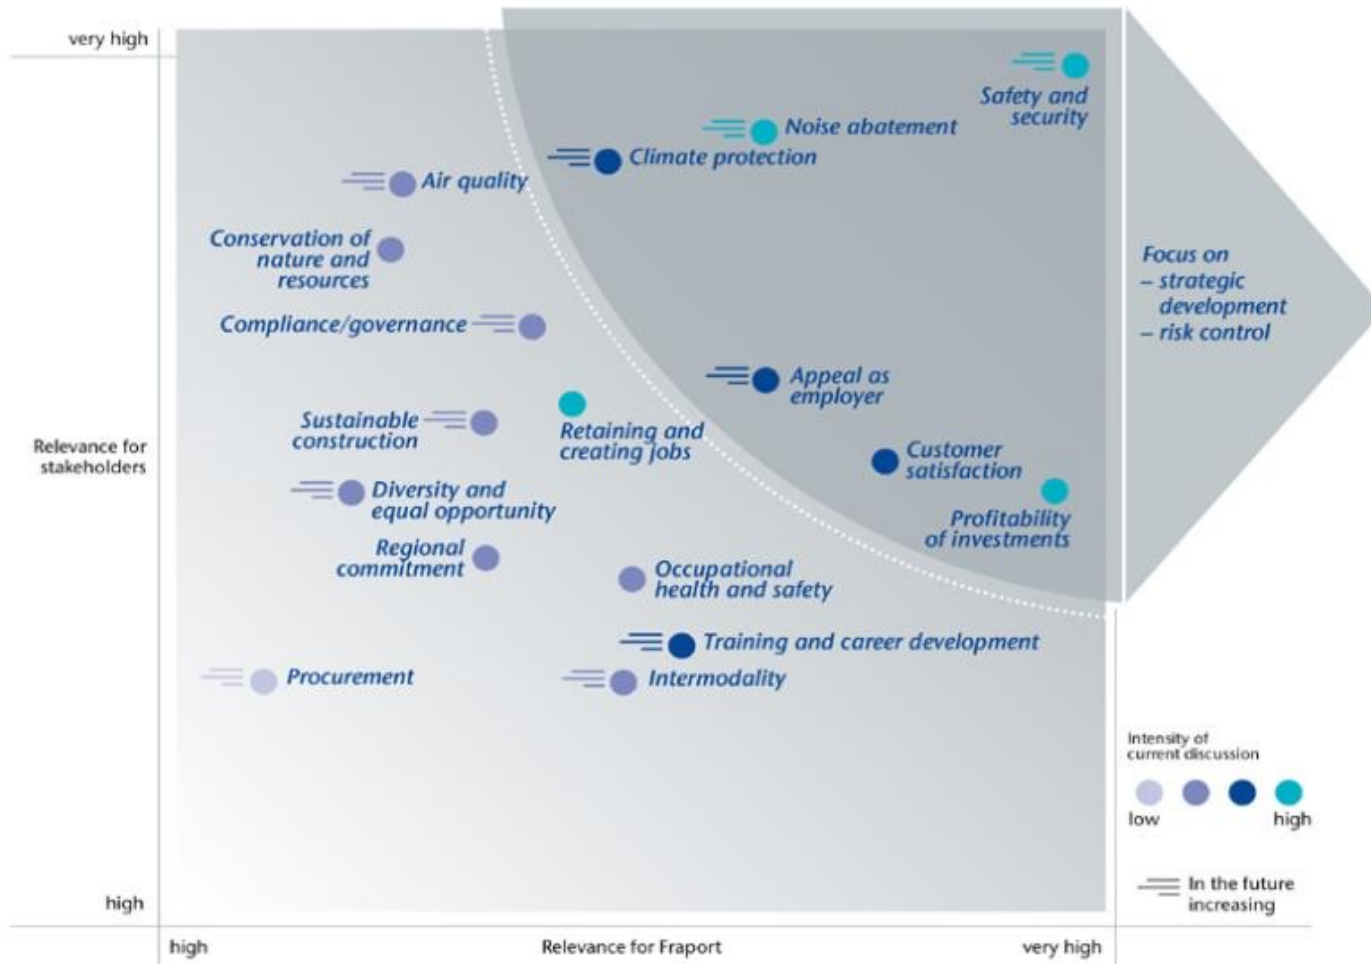 very high
Safety and
security
Noise abatement
Climate protection
Air quality
Conservation of
nature and
resources
Focus on
– strategic
development
– risk control
Compliance/governance
Appeal as
employer
Sustainable
construction
Retaining and
creating jobs
Relevance for
stakeholders
Customer
satisfaction
Diversity and
equal opportunity
Profitability
of investments
Regional
commitment
Occupational
health and safety
Training and career development
Procurement
Intermodality
Intensity of
current discussion
low
high
In the future
increasing
high
high
Relevance for Fraport
very high